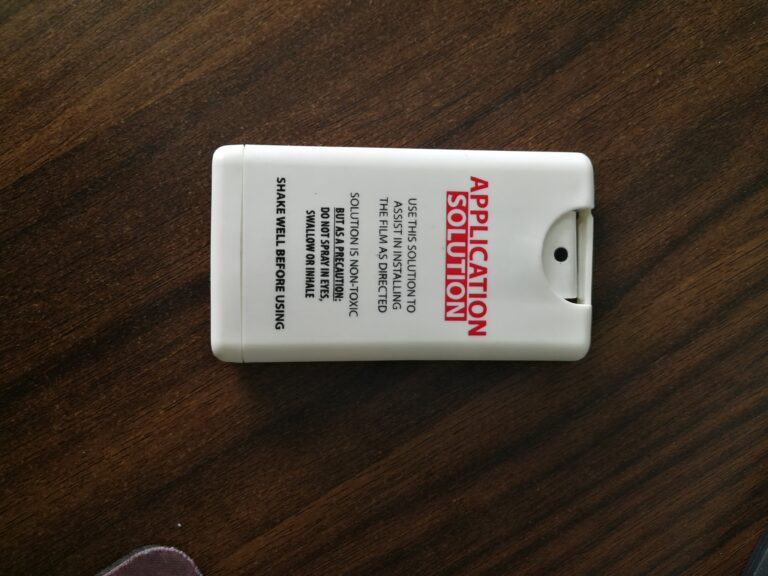 APPLICATION
SOLUTION
USE THIS SOLUTION TO
ASSIST IN INSTALLING
THE FILM AS DIRECTED
SOLUTION IS NON-TOXIC
BUT AS A PRECAUTION:
DO NOT SPRAY IN EYES,
SWALLOW OR INHALE
SHAKE WELL BEFORE USING